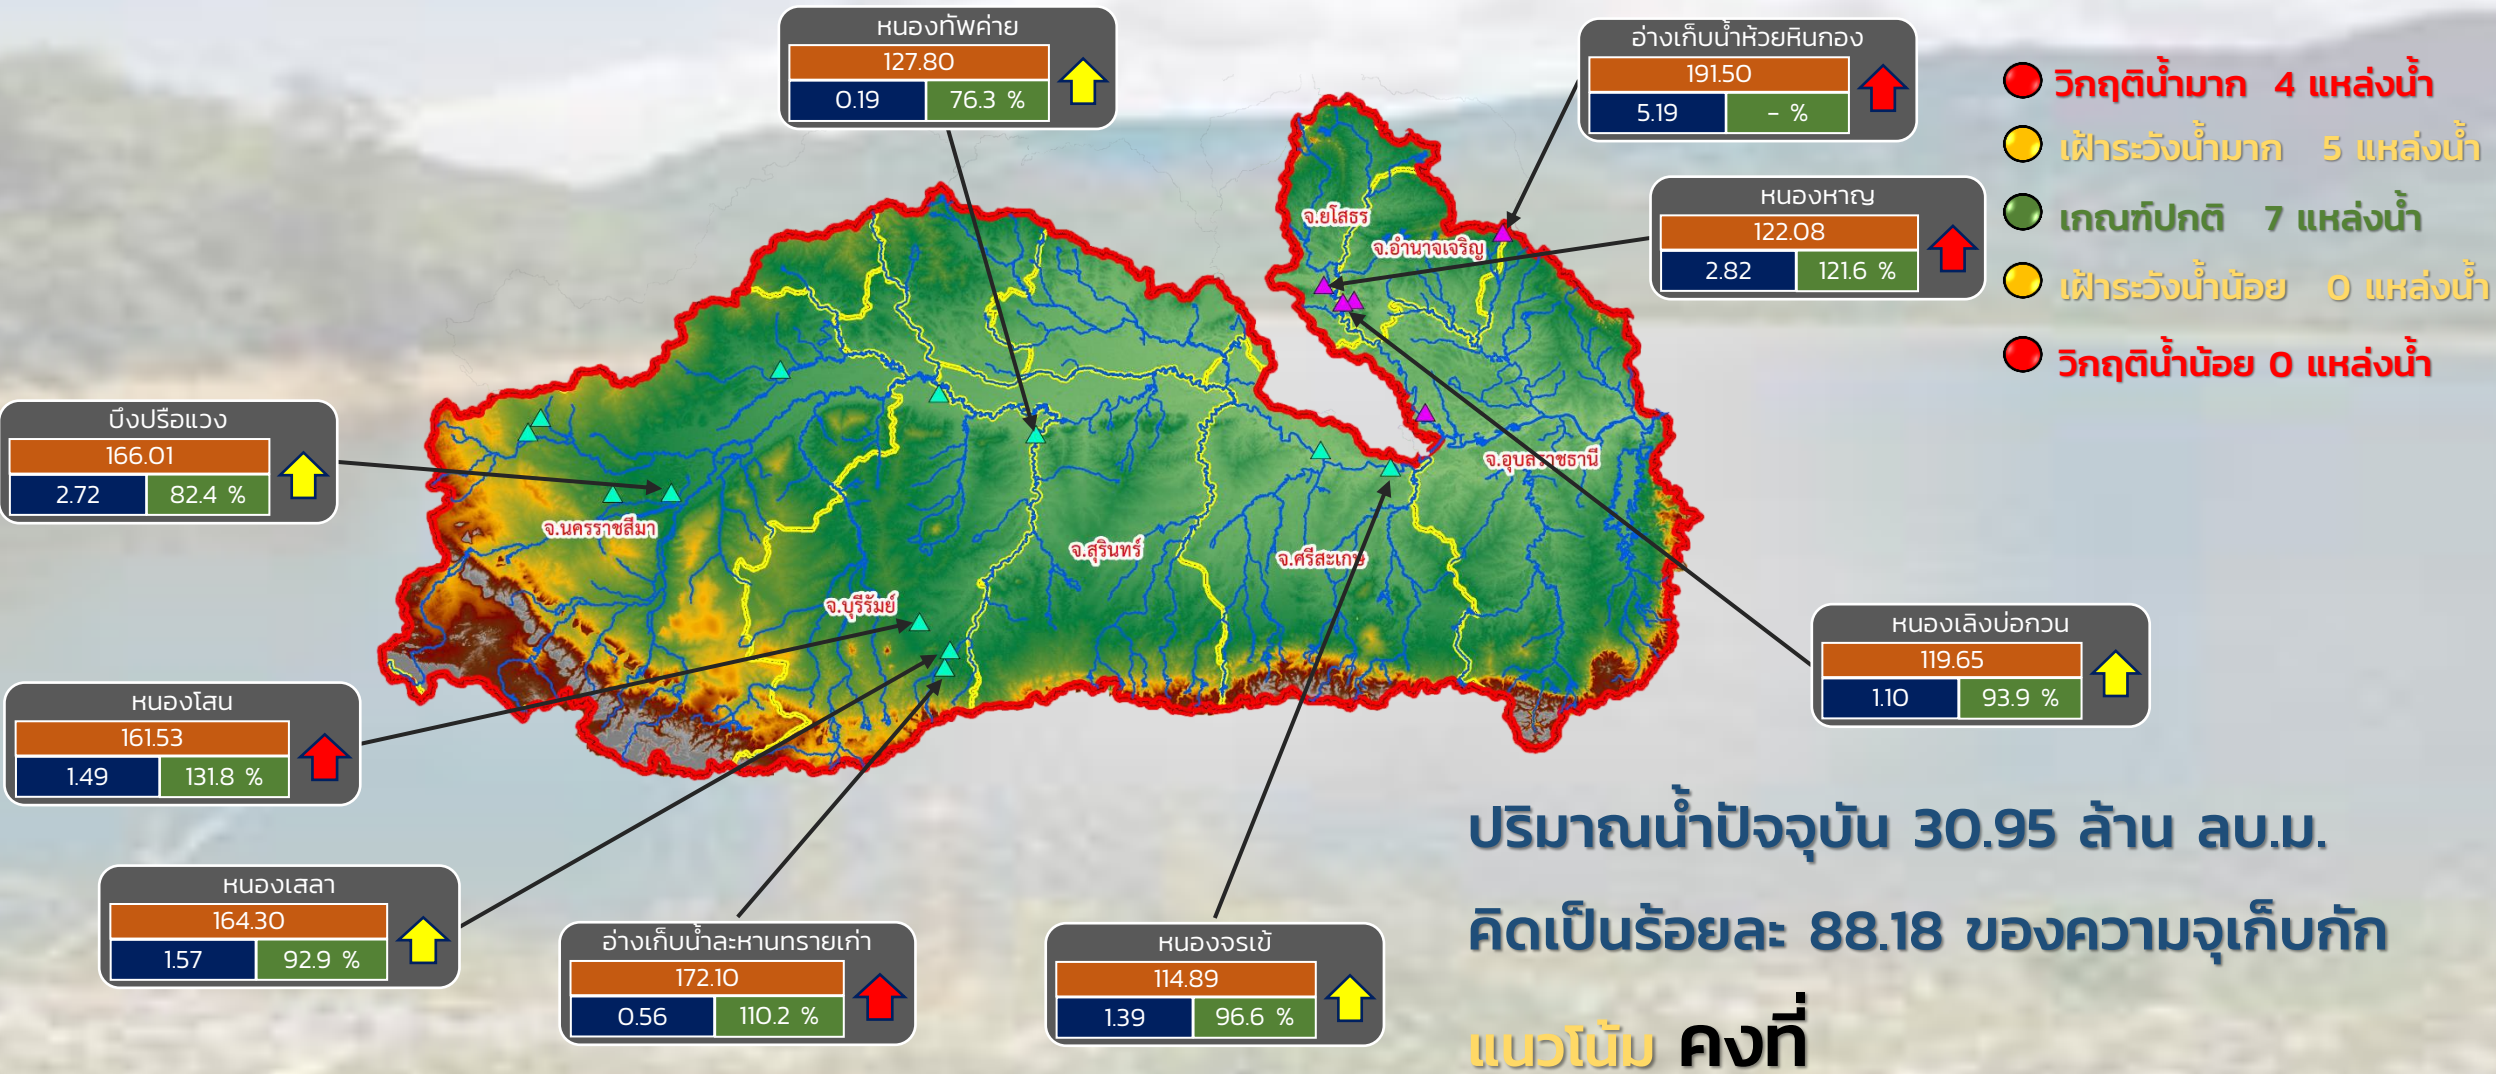 หนองทัพค่าย
127.80
0.19 76.3 %
อ่างเก็บน้ำห้วยหินกอง
191.50
5.19 - %
วิกฤติน้ำมาก 4 แหล่งน้ำ
เฝ้าระวังน้ำมาก 5 แหล่งน้ำ
เกณฑ์ปกติ 7 แหล่งน้ำ
เฝ้าระวังน้ำน้อย 0 แหล่งน้ำ
วิกฤติน้ำน้อย 0 แหล่งน้ำ
หนองหาญ
122.08
2.82 121.6 %
จ.ยโสธร
จ.อำนาจเจริญ
บึงปรือแวง
166.01
2.72 82.4 %
จ.นครราชสีมา
จ.บุรีรัมย์
จ.สุรินทร์
จ.ศรีสะเกษ
จ.อุบลราชธานี
หนองเลิงบ่อกวน
119.65
1.10 93.9 %
หนองโสน
161.53
1.49 131.8 %
หนองเสลา
164.30
1.57 92.9 %
อ่างเก็บน้ำละหานทรายเก่า
172.10
0.56 110.2 %
หนองจรเข้
114.89
1.39 96.6 %
ปริมาณน้ำปัจจุบัน 30.95 ล้าน ลบ.ม.
คิดเป็นร้อยละ 88.18 ของความจุเก็บกัก
แนวโน้ม คงที่